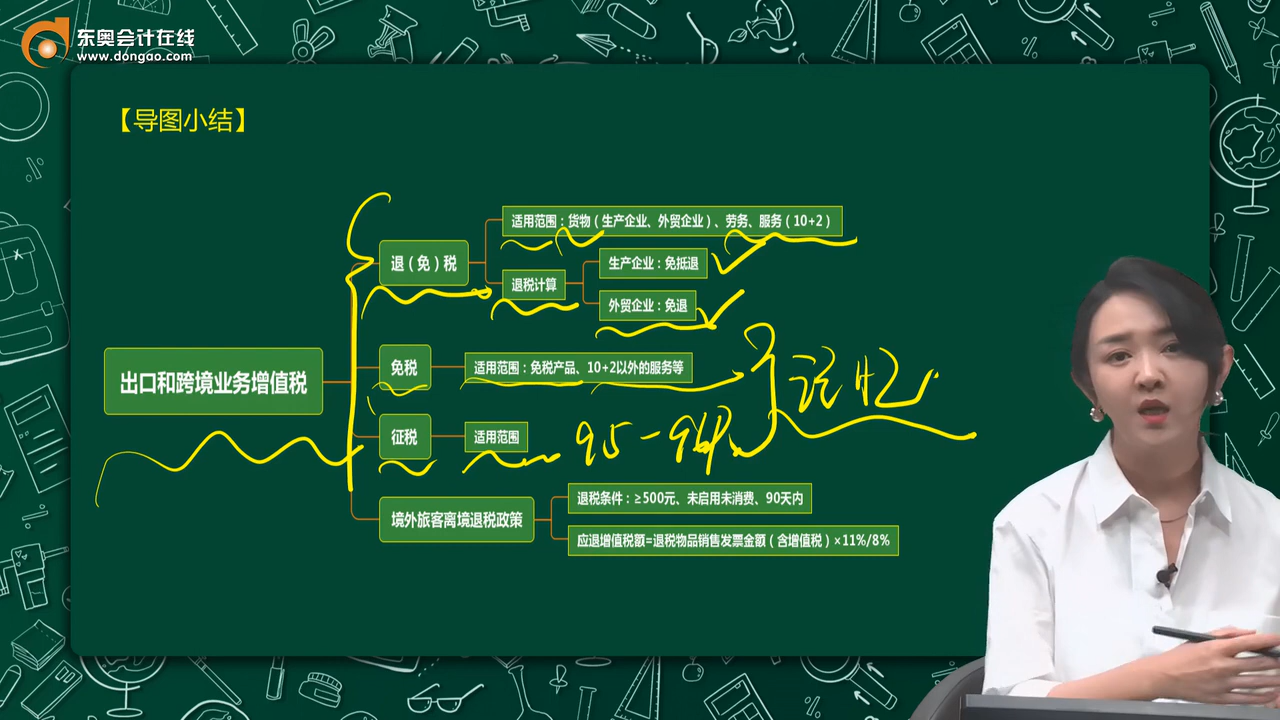 东奥会计在线
www.dongao.com
【导图小结】
出口和跨境业务增值税
退（免）税
适用范围：货物（生产企业、外贸企业）、劳务、服务（10+2）
退税计算
生产企业：免抵退
外贸企业：免退
免税
适用范围：免税产品、10+2以外的服务等
征税
适用范围
95-96
记忆
境外旅客离境退税政策
退税条件：≥500元、未启用未消费、90天内
应退增值税额=退税物品销售发票金额（含增值税）×11%/8%